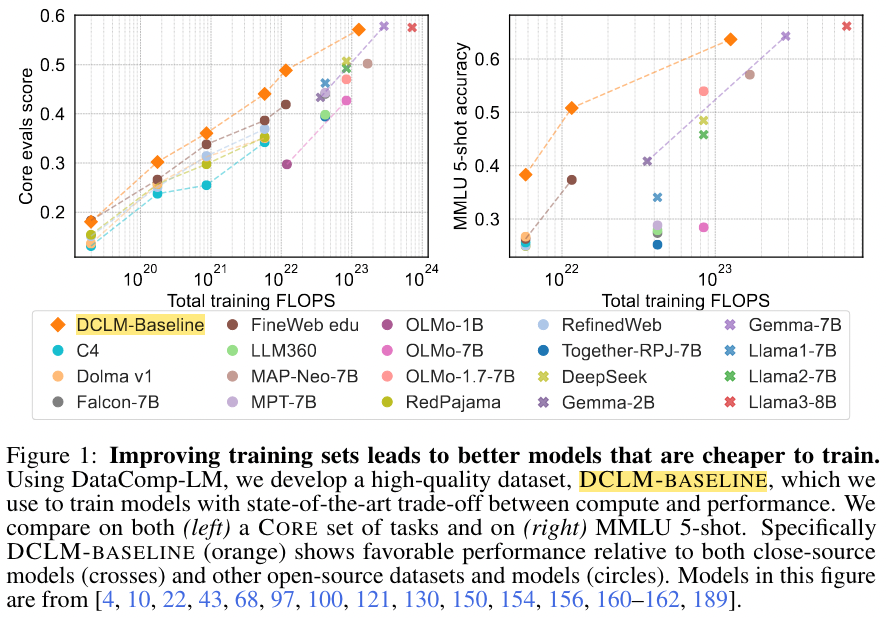 0.6
0.5
0.4
0.3
0.2
Core evals score
10^20
10^21
10^22
10^23
10^24
Total training FLOPS
0.6
0.5
0.4
0.3
MMLU 5-shot accuracy
10^22
10^23
Total training FLOPS
DCLM-Baseline
C4
Dolma v1
Falcon-7B
FineWeb edu
LLM360
MAP-Neo-7B
MPT-7B
OLMo-1B
OLMo-7B
OLMo-1.7-7B
RedPajama
RefinedWeb
Together-RPJ-7B
DeepSeek
Gemma-2B
Gemma-7B
Llama1-7B
Llama2-7B
Llama3-8B
Figure 1: Improving training sets leads to better models that are cheaper to train.
Using DataComp-LM, we develop a high-quality dataset, DCLM-BASELINE, which we
use to train models with state-of-the-art trade-off between compute and performance. We
compare on both (left) a CORE set of tasks and on (right) MMLU 5-shot. Specifically
DCLM-BASELINE (orange) shows favorable performance relative to both close-source
models (crosses) and other open-source datasets and models (circles). Models in this figure
are from [4, 10, 22, 43, 68, 97, 100, 121, 130, 150, 154, 156, 160–162, 189].